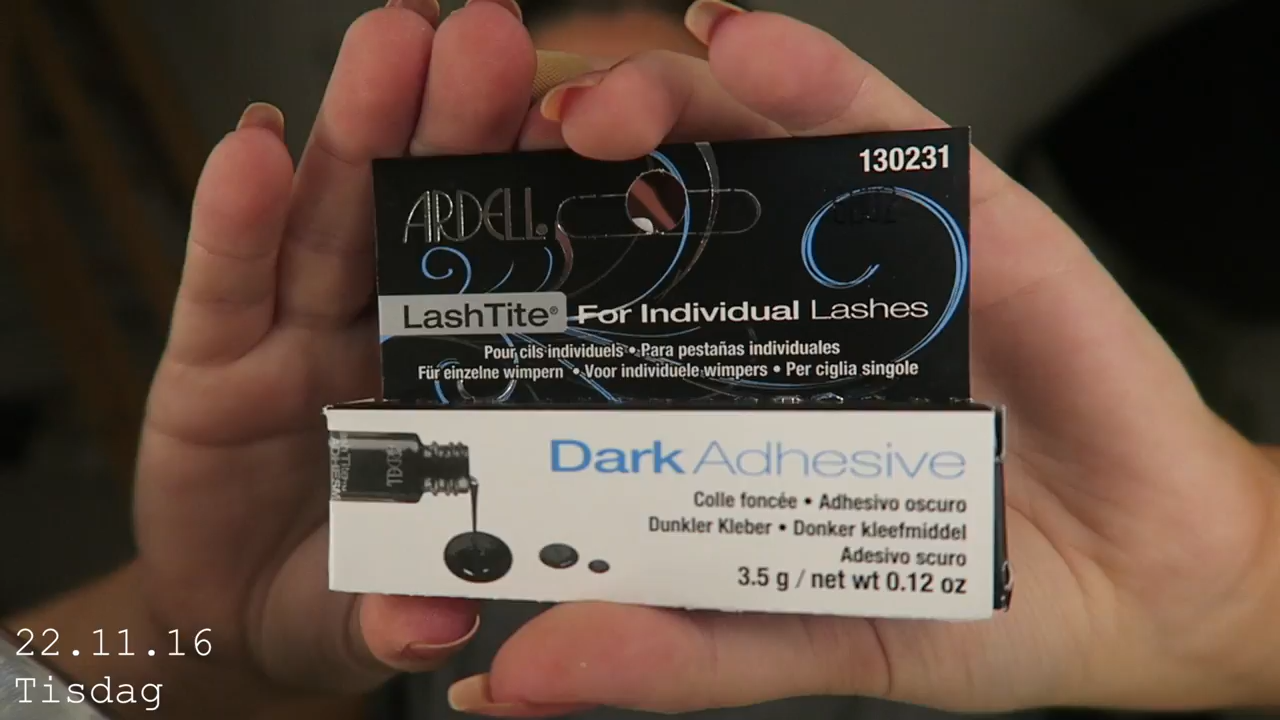 130231
ARDELL®
LashTite® For Individual Lashes
Pour cils individuels • Para pestañas individuales
Für einzelne wimpern • Voor individuele wimpers • Per ciglia singole
Dark Adhesive
Colle foncée • Adhesivo oscuro
Dunkler Kleber • Donker kleefmiddel
Adesivo scuro
3.5 g / net wt 0.12 oz
ARDELL
22.11.16
Tisdag